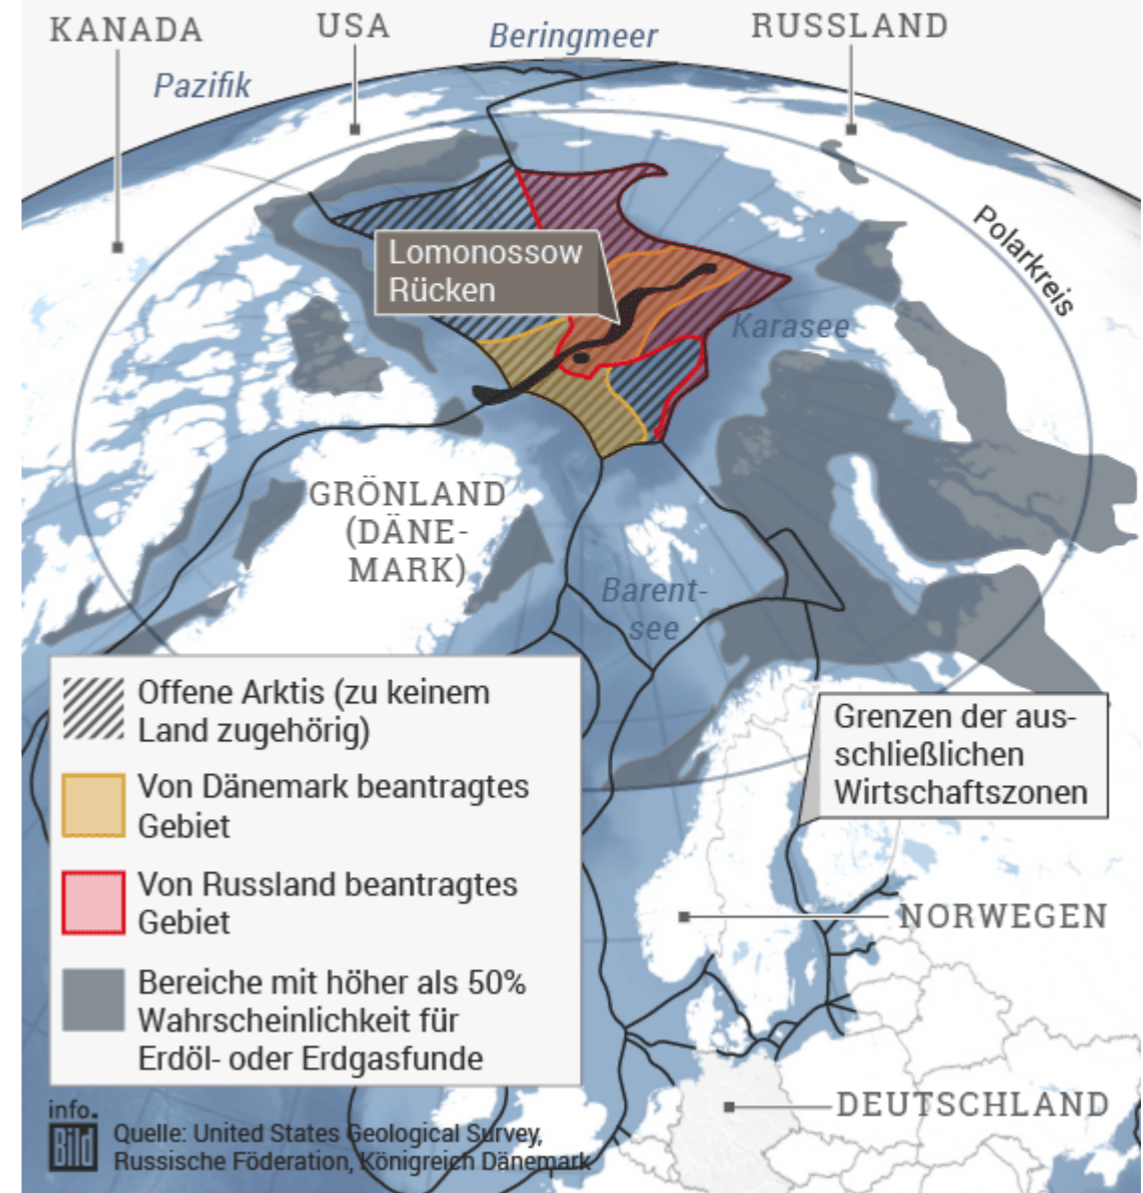 KANADA
USA
Beringmeer
RUSSLAND
Pazifik
Polarkreis
Lomonossow
Rücken
Karasee
GRÖNLAND
(DÄNE-
MARK)
Barent-
see
Offene Arktis (zu keinem
Land zugehörig)
Von Dänemark beantragtes
Gebiet
Von Russland beantragtes
Gebiet
Bereiche mit höher als 50%
Wahrscheinlichkeit für
Erdöl- oder Erdgasfunde
Grenzen der aus-
schließlichen
Wirtschaftszonen
NORWEGEN
DEUTSCHLAND
info.
Bild
Quelle: United States Geological Survey,
Russische Föderation, Königreich Dänemark